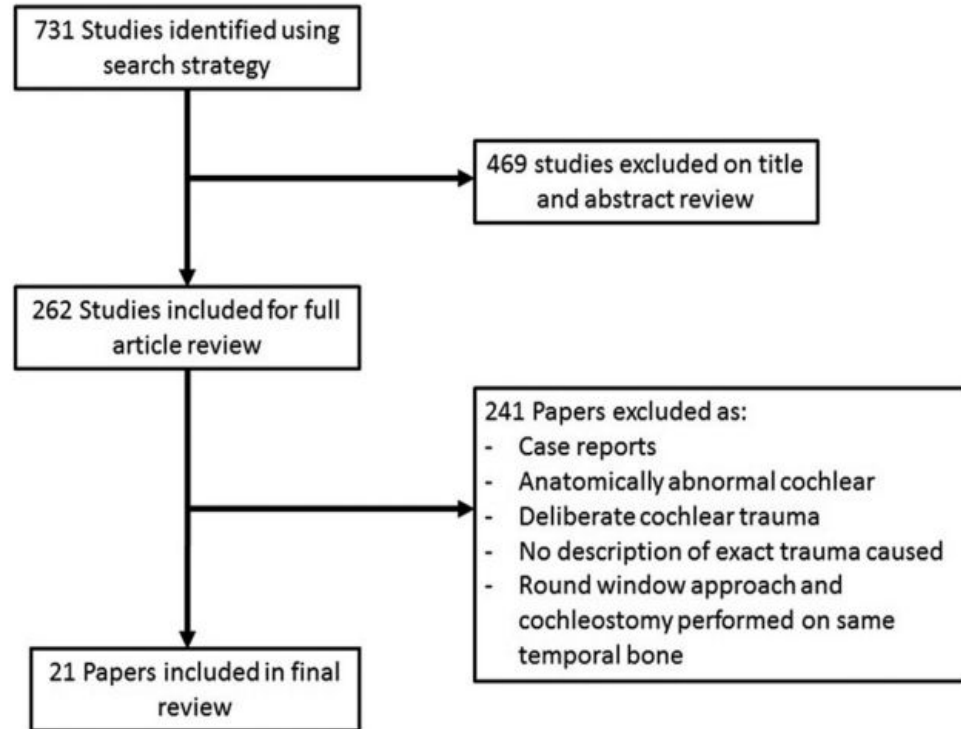 731 Studies identified using
search strategy
469 studies excluded on title
and abstract review
262 Studies included for full
article review
241 Papers excluded as:
- Case reports
- Anatomically abnormal cochlear
- Deliberate cochlear trauma
- No description of exact trauma caused
- Round window approach and
cochleostomy performed on same
temporal bone
21 Papers included in final
review